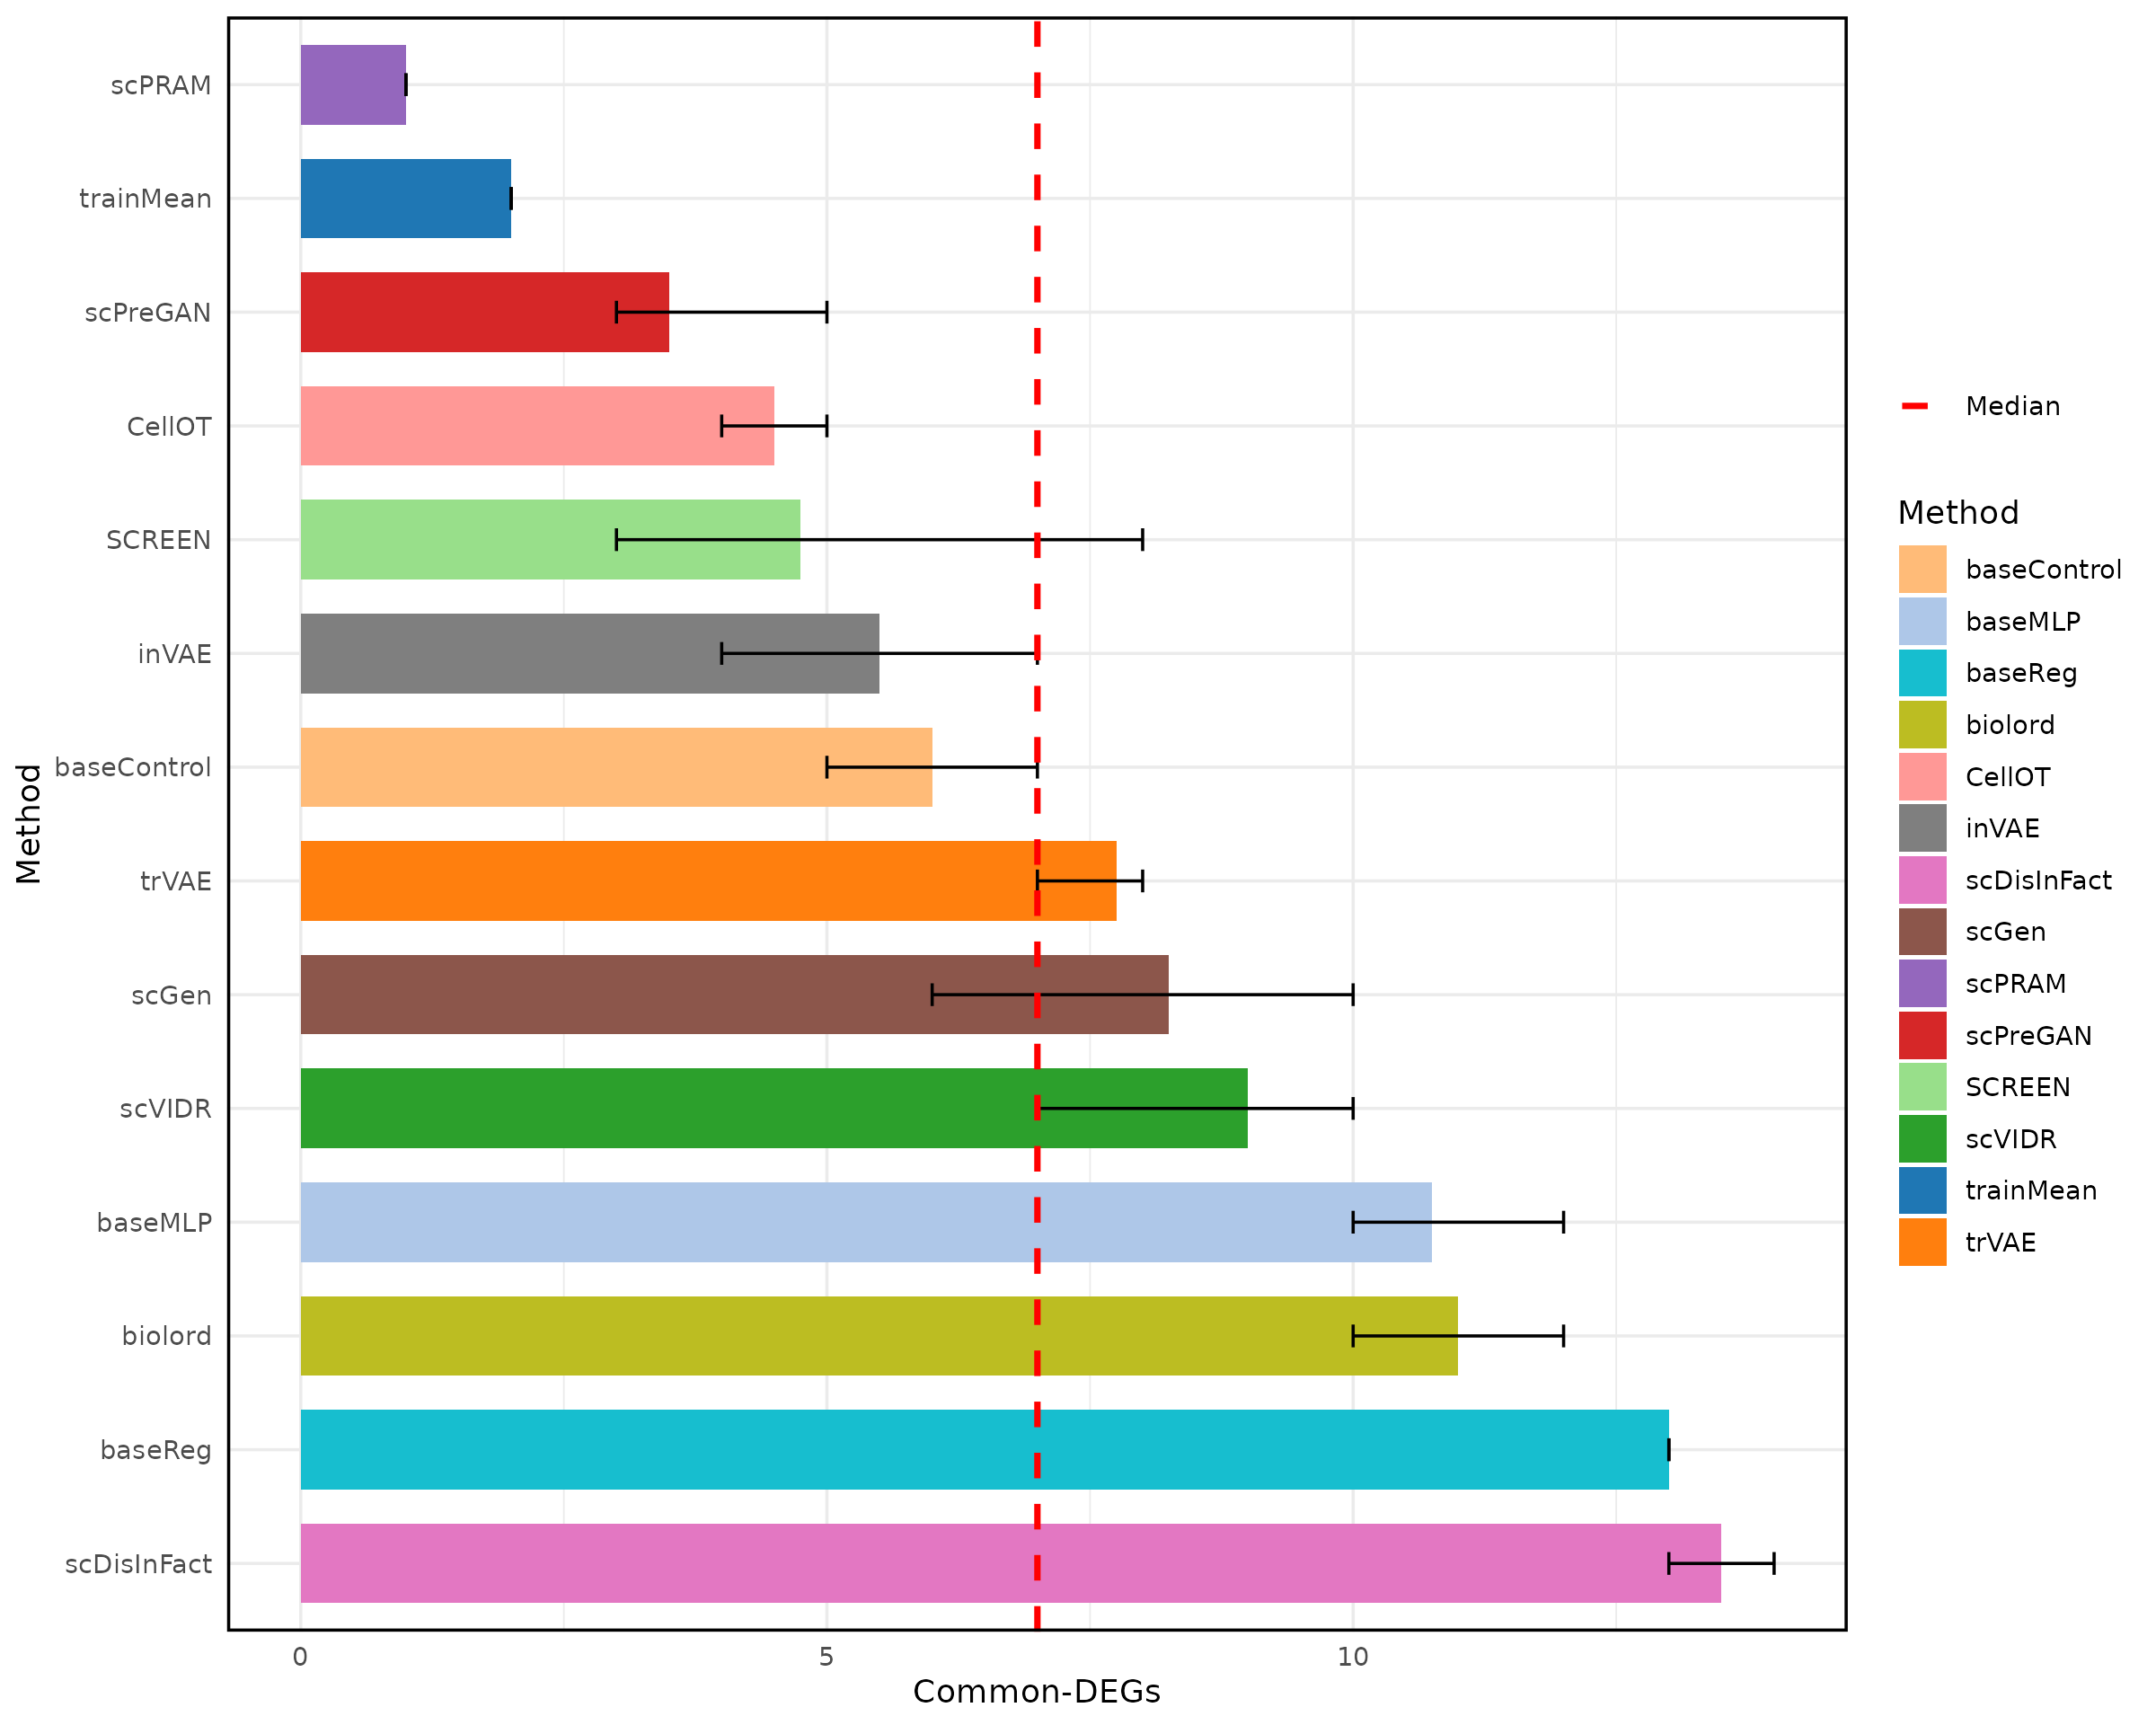 Method
scPRAM
trainMean
scPreGAN
CellOT
SCREEN
inVAE
baseControl
trVAE
scGen
scVIDR
baseMLP
biolord
baseReg
scDisInFact
0 5 10
Common-DEGs
Median
Method
baseControl
baseMLP
baseReg
biolord
CellOT
inVAE
scDisInFact
scGen
scPRAM
scPreGAN
SCREEN
scVIDR
trainMean
trVAE